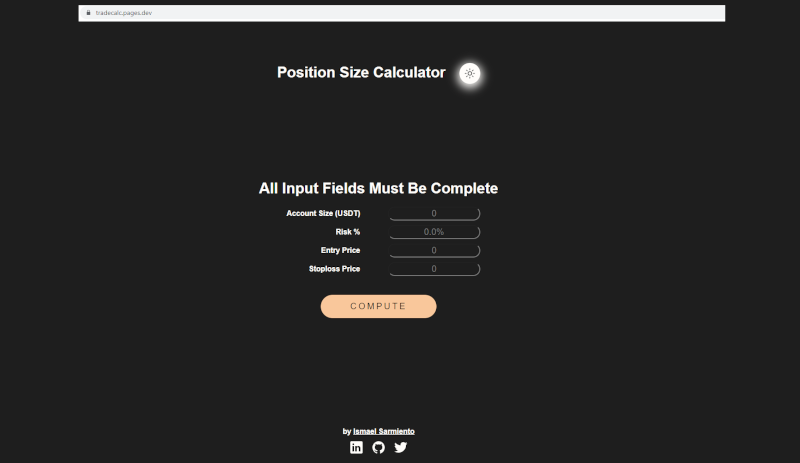 tradecalc.pages.dev
Position Size Calculator
All Input Fields Must Be Complete
Account Size (USDT) 0
Risk % 0.0%
Entry Price 0
Stoploss Price 0
COMPUTE
by Ismael Sarmiento